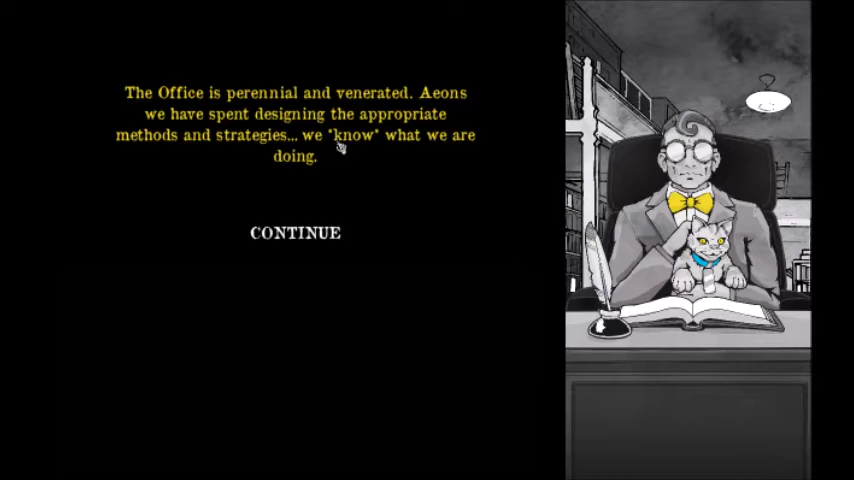 The Office is perennial and venerated. Aeons
we have spent designing the appropriate
methods and strategies... we *know* what we are
doing.
CONTINUE